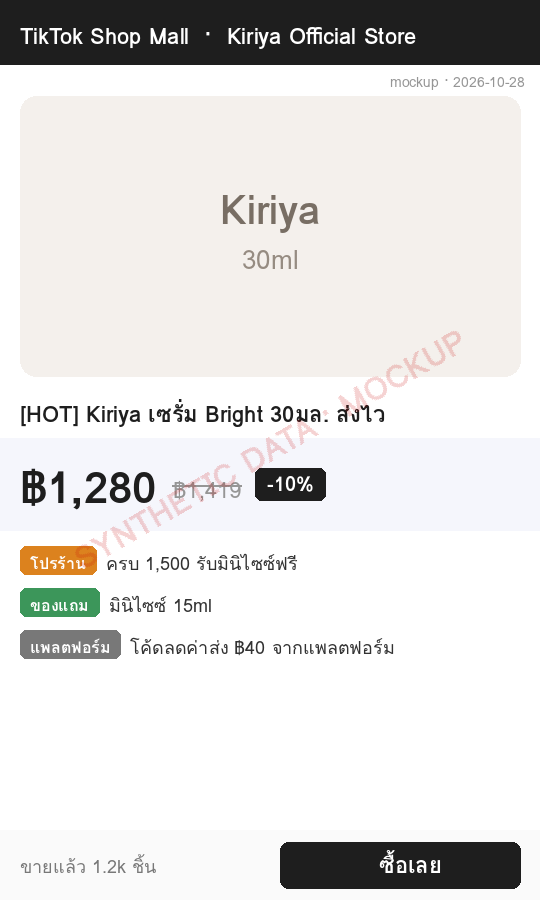 TikTok Shop Mall · Kiriya Official Store
mockup · 2026-10-28
Kiriya
30ml
[HOT] Kiriya เซรั่ม Bright 30มล. ส่งไว
฿1,280 ฿1,419 -10%
โปรร้าน ครบ 1,500 รับมินิไซซ์ฟรี
ของแถม มินิไซซ์ 15ml
แพลตฟอร์ม โค้ดลดค่าส่ง ฿40 จากแพลตฟอร์ม
SYNTHETIC DATA · MOCKUP
ขายแล้ว 1.2k ชิ้น ซื้อเลย